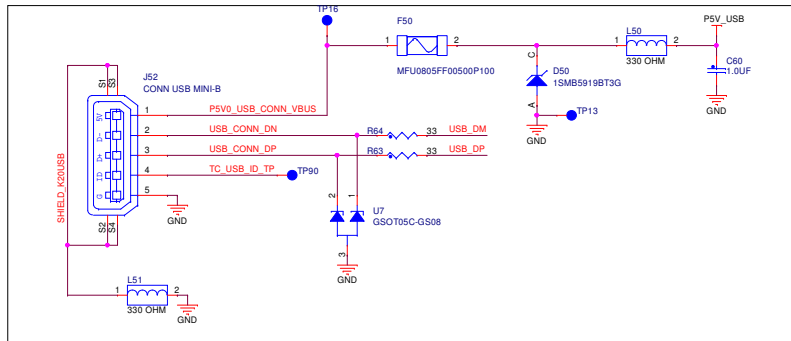 TP16
F50
1
2
MFU0805FF00500P100
L50
1
2
330 OHM
P5V_USB
C60
1.0UF
GND
C
D50
1SMB5919BT3G
A
TP13
GND
S1
S3
J52
CONN USB MINI-B
5V
1
P5V0_USB_CONN_VBUS
D-
2
USB_CONN_DN
R64
33
USB_DM
D+
3
USB_CONN_DP
R63
33
USB_DP
ID
4
TC_USB_ID_TP
TP90
G
5
GND
SHIELD_K20USB
S2
S4
2
1
U7
GSOT05C-GS08
3
GND
L51
1
2
330 OHM
GND